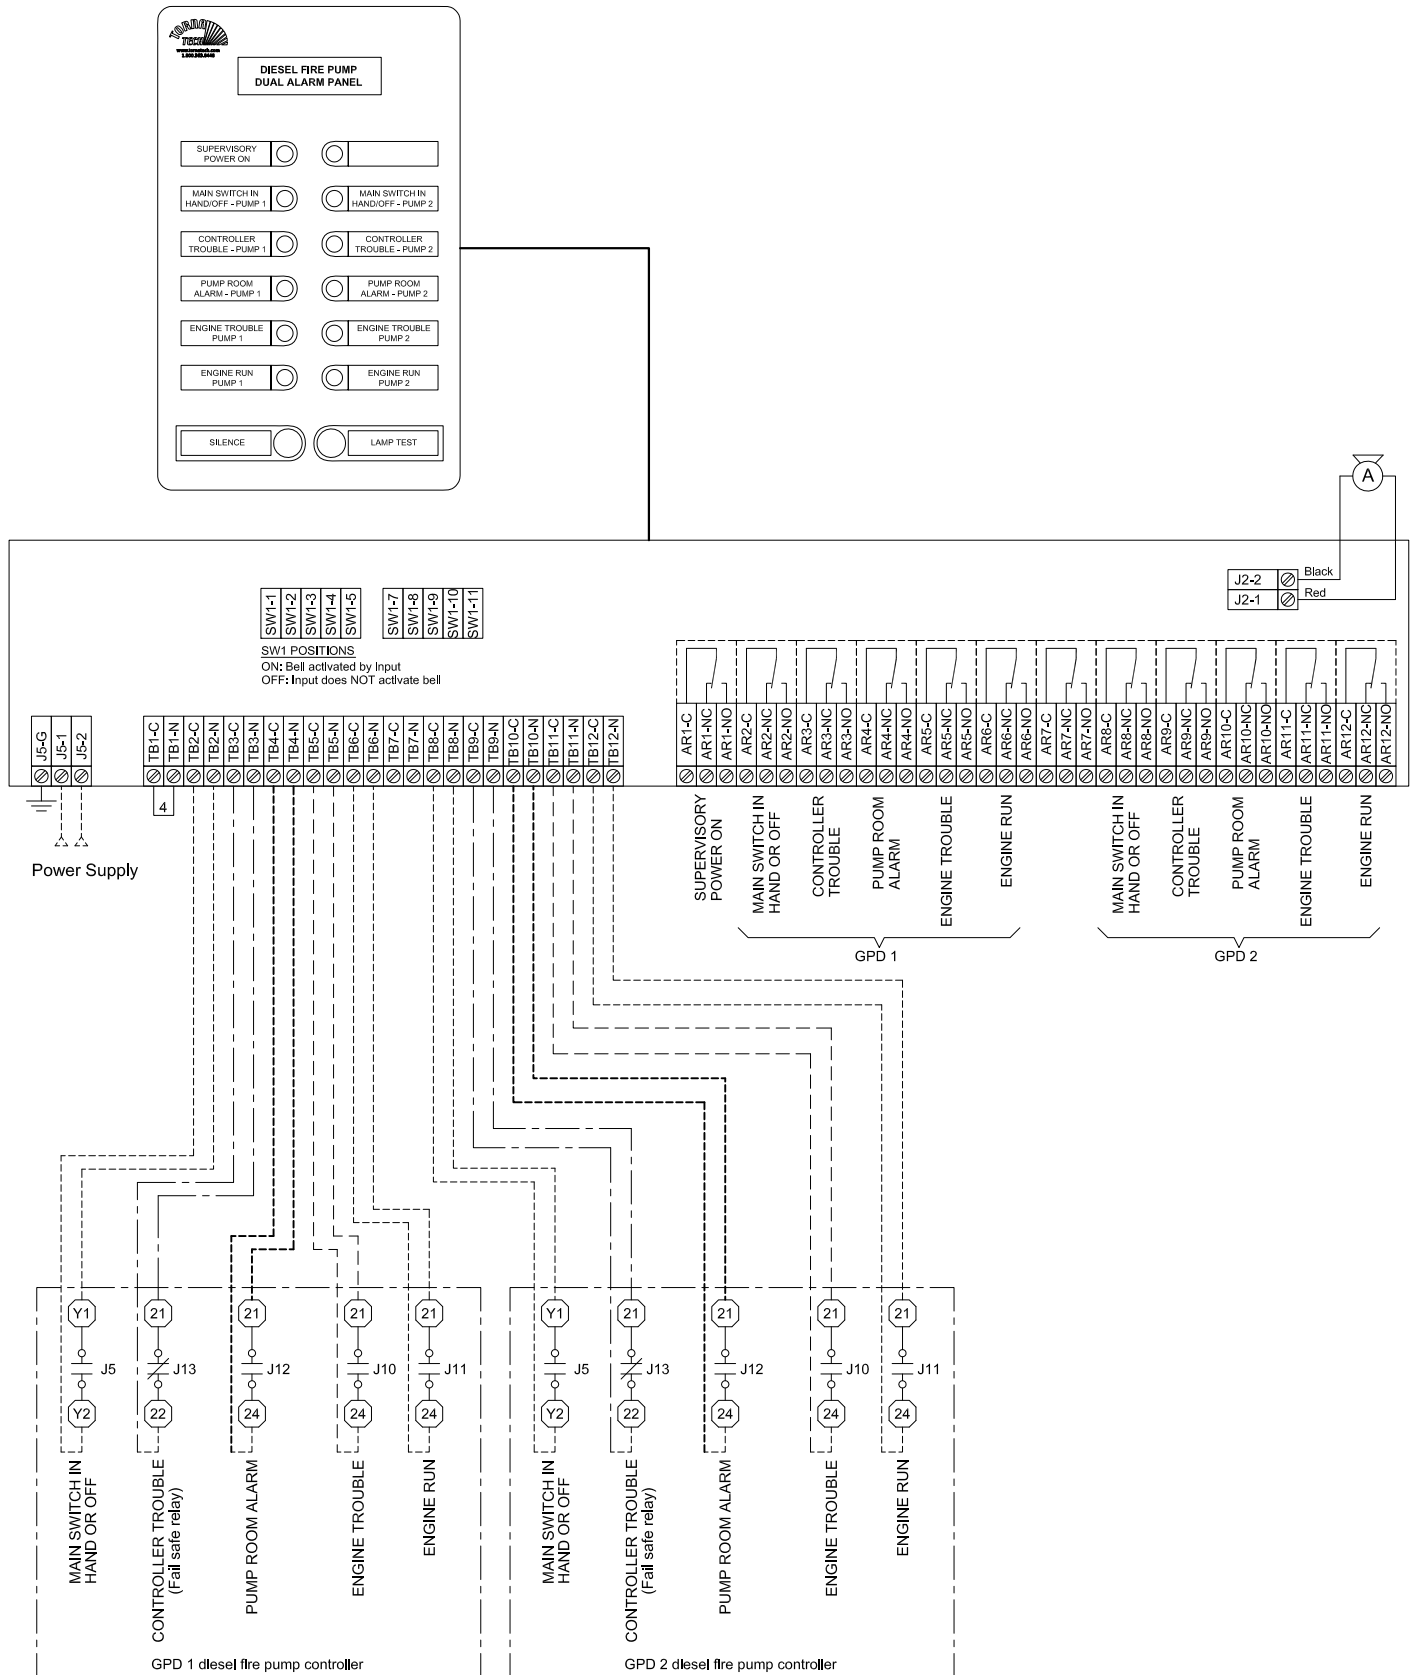 TORNA
TECH
www.tornatech.com
1.800.363.8448
DIESEL FIRE PUMP
DUAL ALARM PANEL
SUPERVISORY
POWER ON
MAIN SWITCH IN
HAND/OFF - PUMP 1
MAIN SWITCH IN
HAND/OFF - PUMP 2
CONTROLLER
TROUBLE - PUMP 1
CONTROLLER
TROUBLE - PUMP 2
PUMP ROOM
ALARM - PUMP 1
PUMP ROOM
ALARM - PUMP 2
ENGINE TROUBLE
PUMP 1
ENGINE TROUBLE
PUMP 2
ENGINE RUN
PUMP 1
ENGINE RUN
PUMP 2
SILENCE
LAMP TEST
A
J2-2 Black
J2-1 Red
SW1-1 SW1-2 SW1-3 SW1-4 SW1-5 SW1-7 SW1-8 SW1-9 SW1-10 SW1-11
SW1 POSITIONS
ON: Bell activated by input
OFF: Input does NOT activate bell
J5-G J5-1 J5-2
TB1-C TB1-N TB2-C TB2-N TB3-C TB3-N TB4-C TB4-N TB5-C TB5-N TB6-C TB6-N TB7-C TB7-N TB8-C TB8-N TB9-C TB9-N TB10-C TB10-N TB11-C TB11-N TB12-C TB12-N
AR1-C AR1-NC AR1-NO AR2-C AR2-NC AR2-NO AR3-C AR3-NC AR3-NO AR4-C AR4-NC AR4-NO AR5-C AR5-NC AR5-NO AR6-C AR6-NC AR6-NO AR7-C AR7-NC AR7-NO AR8-C AR8-NC AR8-NO AR9-C AR9-NC AR9-NO AR10-C AR10-NC AR10-NO AR11-C AR11-NC AR11-NO AR12-C AR12-NC AR12-NO
4
Power Supply
SUPERVISORY
POWER ON
MAIN SWITCH IN
HAND OR OFF
CONTROLLER
TROUBLE
PUMP ROOM
ALARM
ENGINE TROUBLE
ENGINE RUN
MAIN SWITCH IN
HAND OR OFF
CONTROLLER
TROUBLE
PUMP ROOM
ALARM
ENGINE TROUBLE
ENGINE RUN
GPD 1
GPD 2
Y1 21 21 21 21 Y1 21 21 21 21
J5 J13 J12 J10 J11 J5 J13 J12 J10 J11
Y2 22 24 24 24 Y2 22 24 24 24
MAIN SWITCH IN
HAND OR OFF
CONTROLLER TROUBLE
(Fail safe relay)
PUMP ROOM ALARM
ENGINE TROUBLE
ENGINE RUN
MAIN SWITCH IN
HAND OR OFF
CONTROLLER TROUBLE
(Fail safe relay)
PUMP ROOM ALARM
ENGINE TROUBLE
ENGINE RUN
GPD 1 diesel fire pump controller
GPD 2 diesel fire pump controller